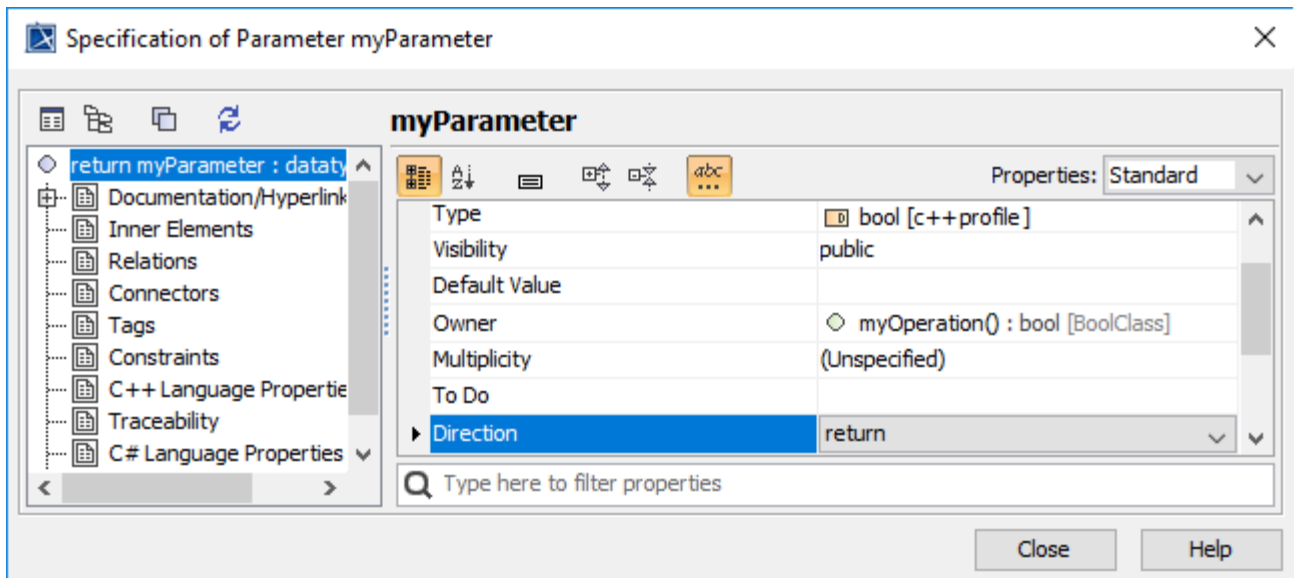 Specification of Parameter myParameter
myParameter
return myParameter : dataty
Documentation/Hyperlink
Inner Elements
Relations
Connectors
Tags
Constraints
C++ Language Propertie
Traceability
C# Language Properties
abc
...
Properties: Standard
Type bool [c++profile]
Visibility public
Default Value
Owner myOperation() : bool [BoolClass]
Multiplicity (Unspecified)
To Do
Direction return
Type here to filter properties
Close Help